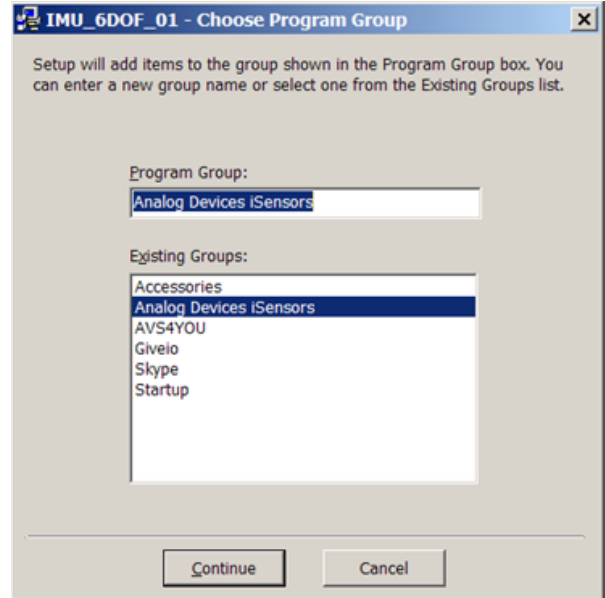 IMU_6DOF_01 - Choose Program Group
Setup will add items to the group shown in the Program Group box. You
can enter a new group name or select one from the Existing Groups list.
Program Group:
Analog Devices iSensors
Existing Groups:
Accessories
Analog Devices iSensors
AVS4YOU
Giveio
Skype
Startup
Continue
Cancel